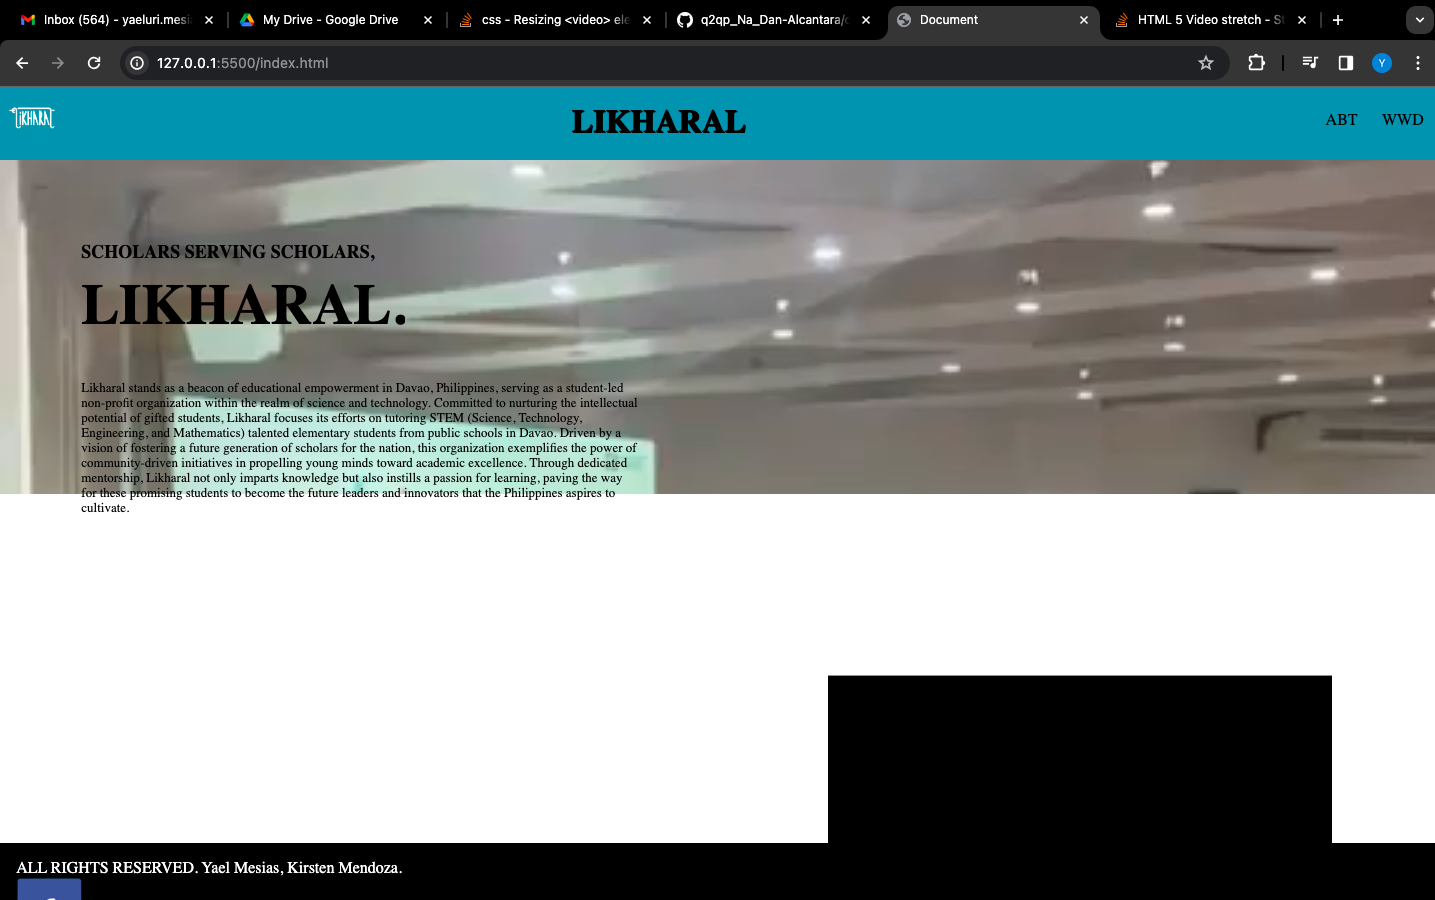 Inbox (564) - yaeluri.mesi
My Drive - Google Drive
css - Resizing <video> ele
q2qp_Na_Dan-Alcantara/c
Document
HTML 5 Video stretch - St
127.0.0.1:5500/index.html
Y
LIKHARAL
LIKHARAL
ABT
WWD
SCHOLARS SERVING SCHOLARS,
LIKHARAL.
Likharal stands as a beacon of educational empowerment in Davao, Philippines, serving as a student-led
non-profit organization within the realm of science and technology. Committed to nurturing the intellectual
potential of gifted students, Likharal focuses its efforts on tutoring STEM (Science, Technology,
Engineering, and Mathematics) talented elementary students from public schools in Davao. Driven by a
vision of fostering a future generation of scholars for the nation, this organization exemplifies the power of
community-driven initiatives in propelling young minds toward academic excellence. Through dedicated
mentorship, Likharal not only imparts knowledge but also instills a passion for learning, paving the way
for these promising students to become the future leaders and innovators that the Philippines aspires to
cultivate.
ALL RIGHTS RESERVED. Yael Mesias, Kirsten Mendoza.